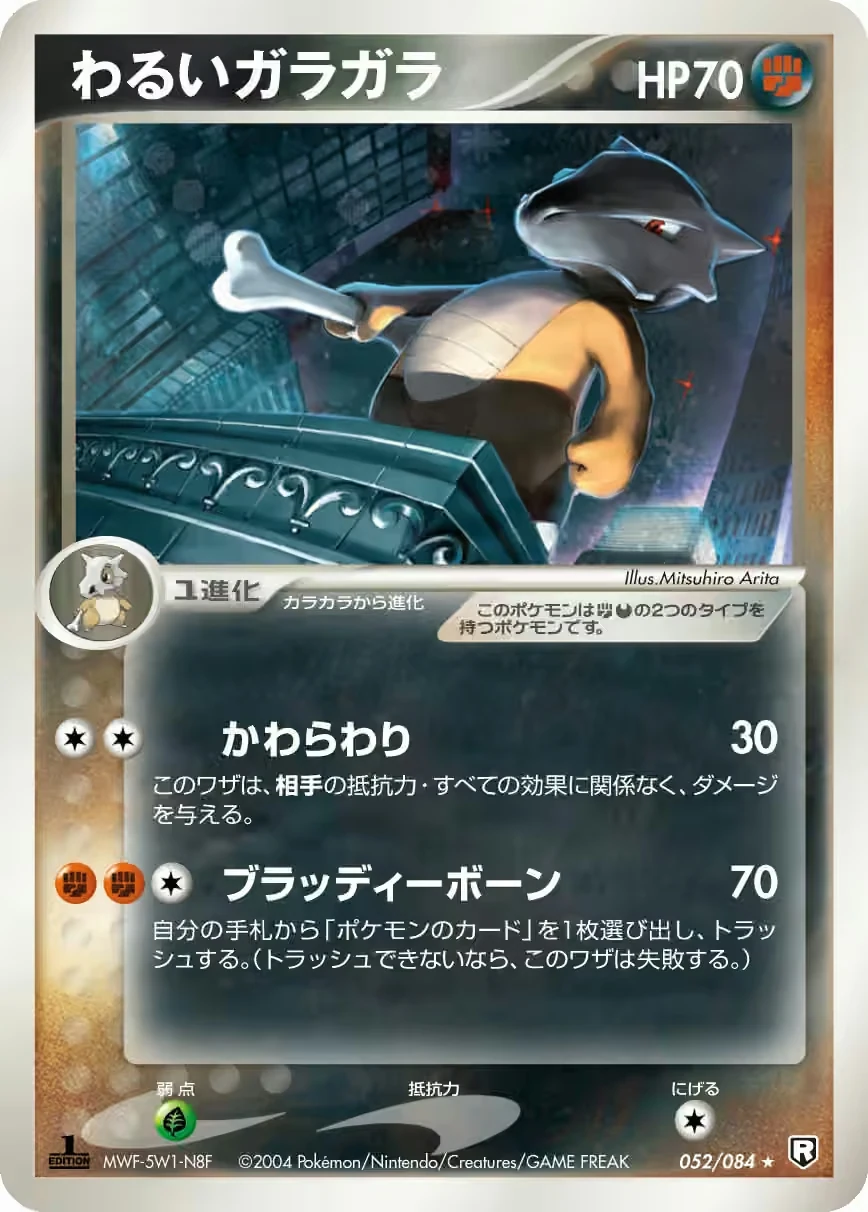 わるいガラガラ HP70
Illus.Mitsuhiro Arita
1進化 カラカラから進化
このポケモンはの2つのタイプを
持つポケモンです。
かわらわり 30
このワザは、相手の抵抗力・すべての効果に関係なく、ダメージ
を与える。
ブラッディーボーン 70
自分の手札から「ポケモンのカード」を1枚選び出し、トラッ
シュする。(トラッシュできないなら、このワザは失敗する。)
弱点 抵抗力 にげる
1 EDITION MWF-5W1-N8F ©2004 Pokémon/Nintendo/Creatures/GAME FREAK 052/084 ★ R